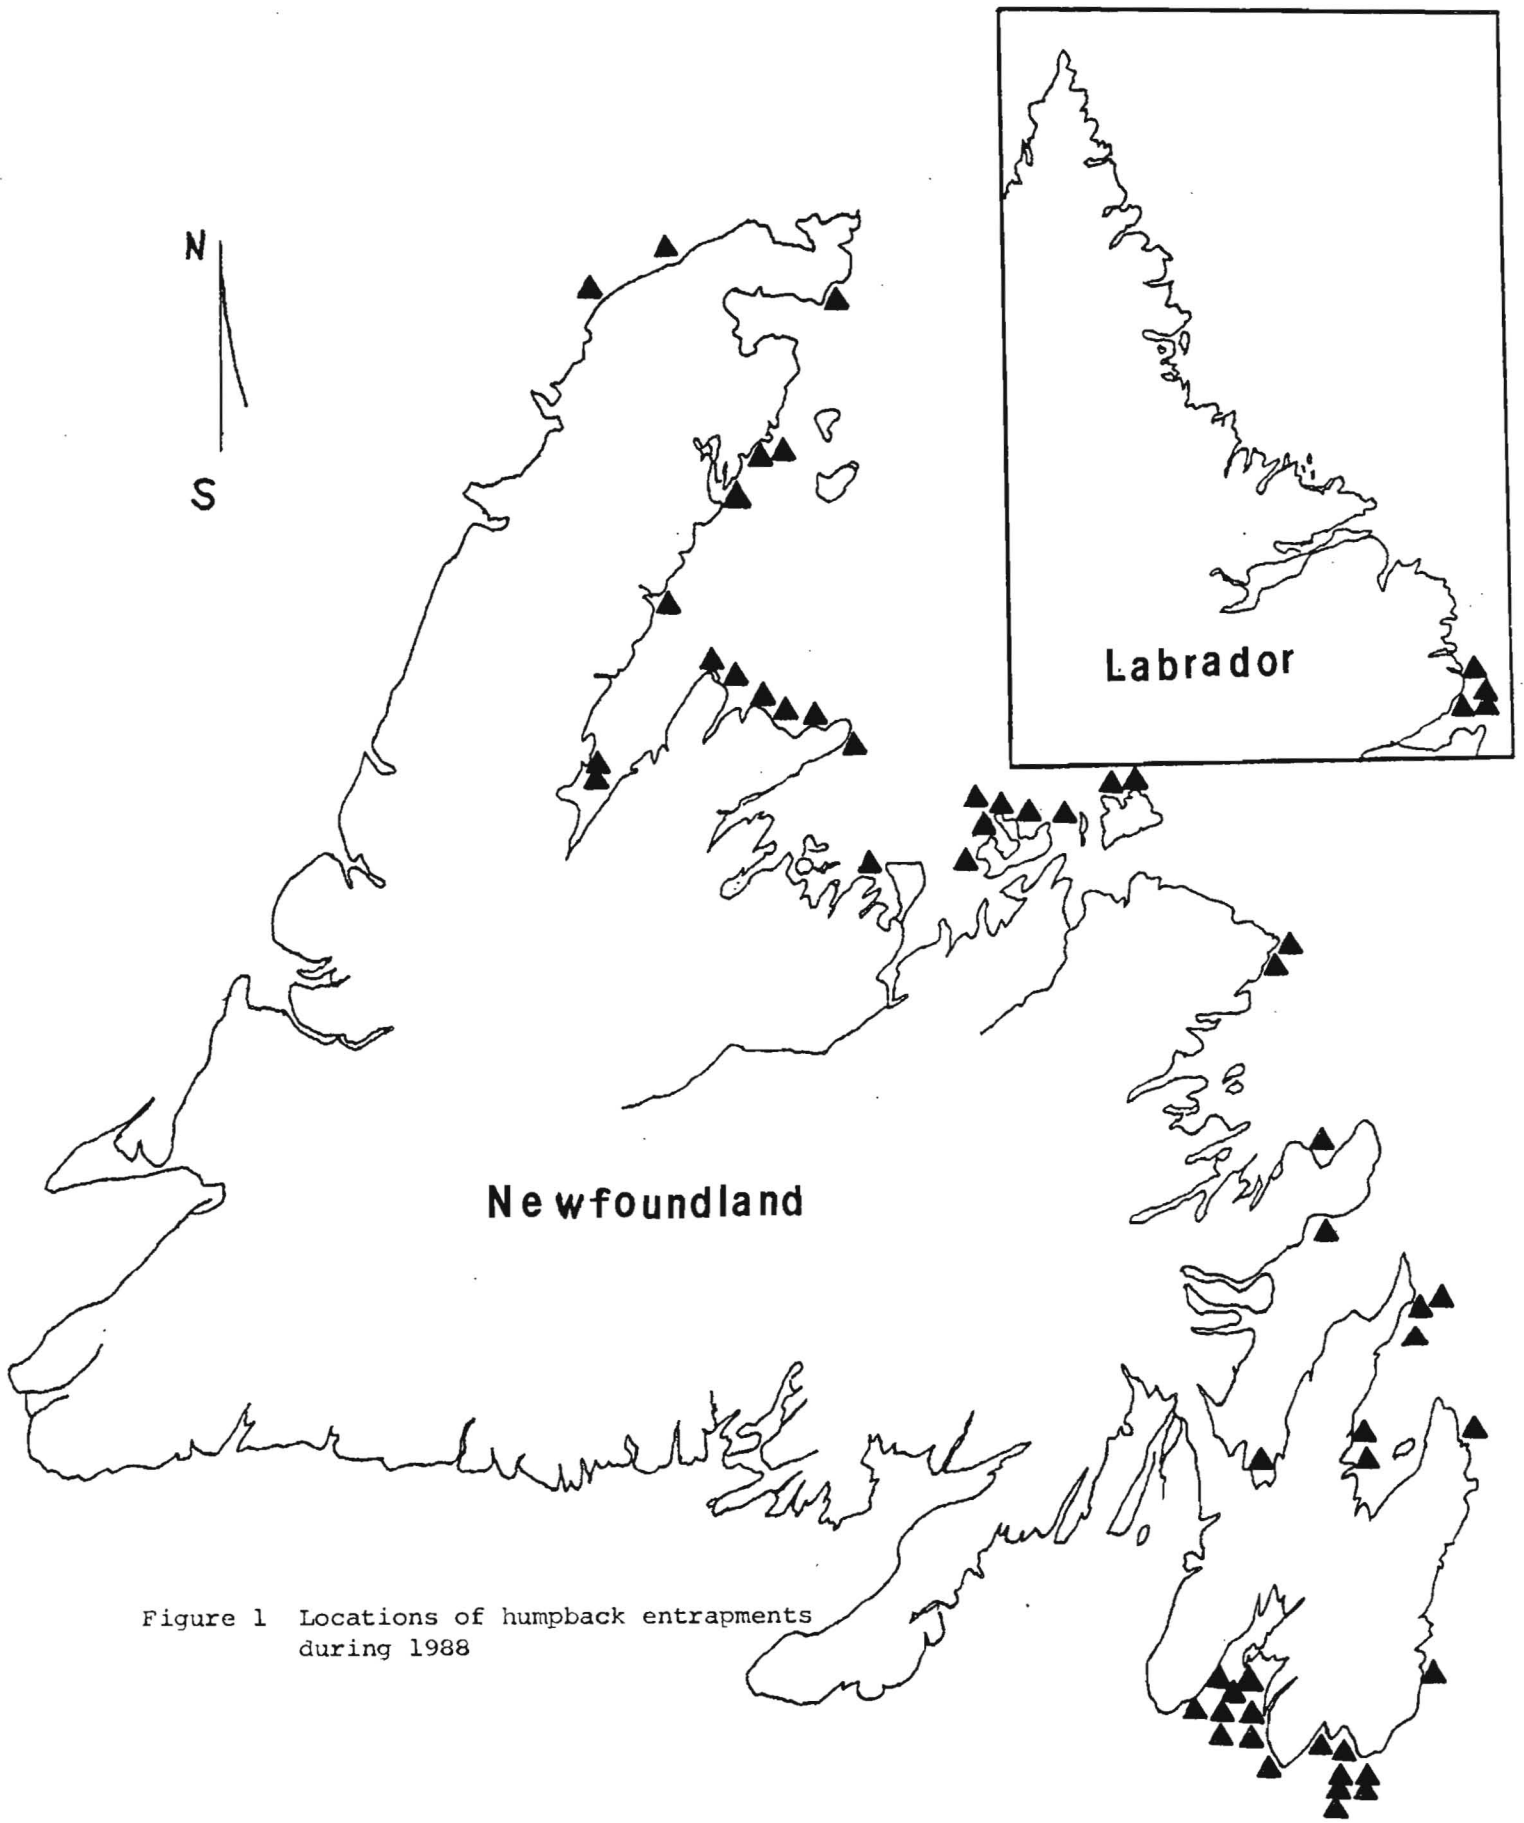 N
S
Labrador
Newfoundland
Figure 1 Locations of humpback entrapments
during 1988